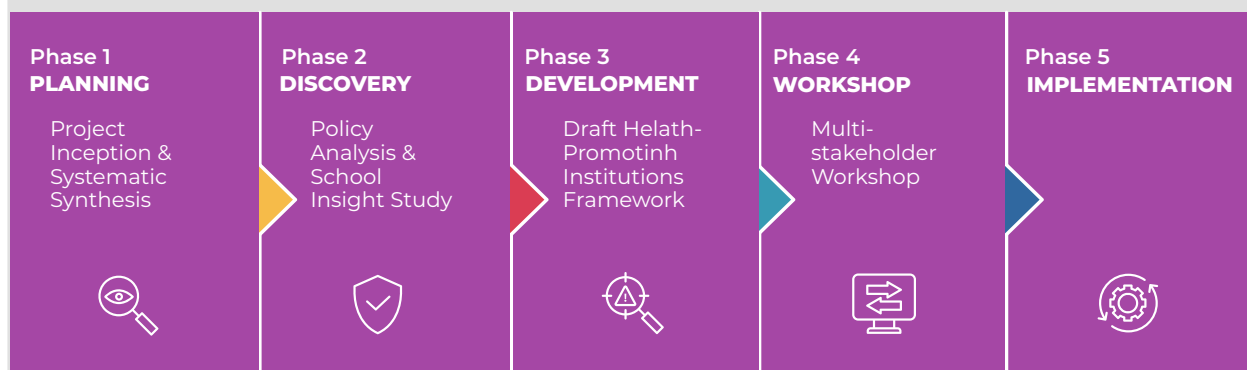 Phase 1
PLANNING
Project
Inception &
Systematic
Synthesis
Phase 2
DISCOVERY
Policy
Analysis &
School
Insight Study
Phase 3
DEVELOPMENT
Draft Helath-
Promotinh
Institutions
Framework
Phase 4
WORKSHOP
Multi-
stakeholder
Workshop
Phase 5
IMPLEMENTATION